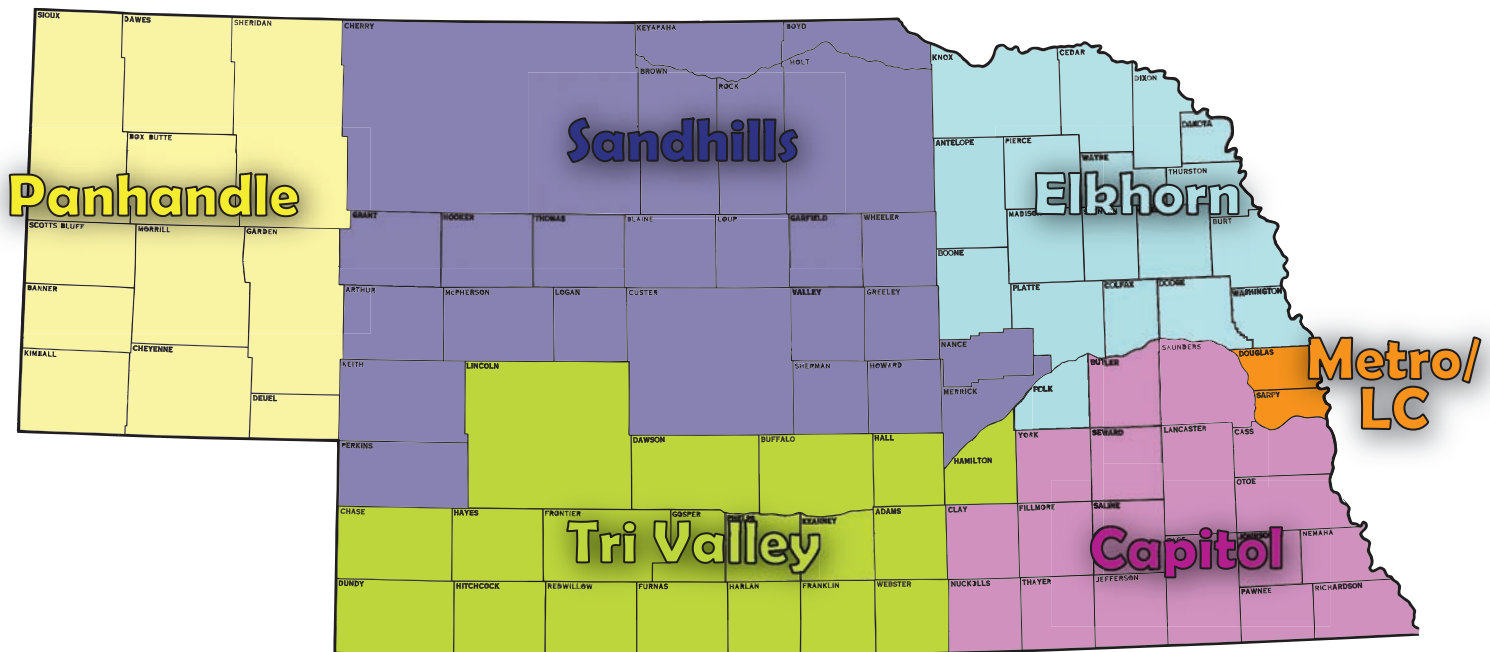 SIOUX
DAWES
SHERIDAN
CHERRY
KEYAPAHA
BOYD
KNOX
CEDAR
DIXON
DAKOTA
HOLT
BROWN
ROCK
BOX BUTTE
Sandhills
ANTELOPE
PIERCE
WAYNE
THURSTON
Panhandle
Elkhorn
SCOTTS BLUFF
MORRILL
GARDEN
GRANT
HOOKER
THOMAS
BLAINE
LOUP
GARFIELD
WHEELER
MADISON
BURT
BOONE
BANNER
ARTHUR
McPHERSON
LOGAN
CUSTER
VALLEY
GREELEY
PLATTE
COLFAX
DODGE
WASHINGTON
KIMBALL
CHEYENNE
NANCE
SAUNDERS
DOUGLAS
Metro/
LC
KEITH
LINCOLN
SHERMAN
HOWARD
MERRICK
POLK
BUTLER
SARPY
DEUEL
PERKINS
DAWSON
BUFFALO
HALL
HAMILTON
YORK
SEWARD
LANCASTER
CASS
OTOE
CHASE
HAYES
FRONTIER
GOSPER
PHELPS
KEARNEY
ADAMS
CLAY
FILLMORE
SALINE
NEMAHA
Tri Valley
Capitol
DUNDY
HITCHCOCK
REDWILLOW
FURNAS
HARLAN
FRANKLIN
WEBSTER
NUCKOLLS
THAYER
JEFFERSON
PAWNEE
RICHARDSON